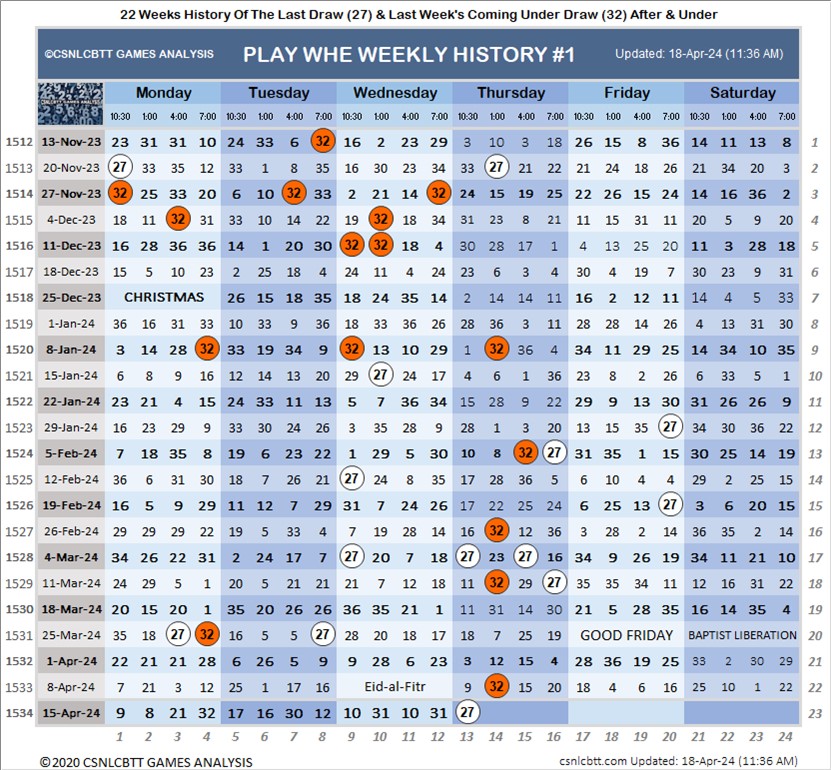 22 Weeks History Of The Last Draw (27) & Last Week's Coming Under Draw (32) After & Under
©CSNLCBTT GAMES ANALYSIS PLAY WHE WEEKLY HISTORY #1 Updated: 18-Apr-24 (11:36 AM)
CSNLCBTT GAMES ANALYSIS Monday Tuesday Wednesday Thursday Friday Saturday
10:30 1:00 4:00 7:00 10:30 1:00 4:00 7:00 10:30 1:00 4:00 7:00 10:30 1:00 4:00 7:00 10:30 1:00 4:00 7:00 10:30 1:00 4:00 7:00
1512 13-Nov-23 23 31 31 10 24 33 6 32 16 2 23 29 3 10 3 18 26 15 8 36 14 11 13 8 1
1513 20-Nov-23 27 33 35 12 33 1 8 35 16 30 23 34 33 27 21 22 21 24 18 26 21 34 20 3 2
1514 27-Nov-23 32 25 33 20 6 10 27 33 2 21 14 32 24 15 19 5 22 26 15 24 14 16 36 2 3
1515 4-Dec-23 18 11 32 31 33 10 14 22 19 32 18 34 31 23 8 21 11 13 31 11 20 5 9 20 4
1516 11-Dec-23 16 28 36 36 14 1 20 30 32 32 18 4 30 28 17 1 4 13 25 20 11 3 28 18 5
1517 18-Dec-23 15 5 10 23 2 25 18 4 24 11 4 24 23 6 3 4 30 4 19 7 30 23 9 31 6
1518 25-Dec-23 CHRISTMAS 26 15 18 35 18 24 35 14 2 14 14 11 16 2 12 11 14 4 5 33 7
1519 1-Jan-24 36 16 31 33 10 33 9 36 18 33 36 26 28 36 3 11 28 28 14 26 4 13 31 30 8
1520 8-Jan-24 3 14 28 32 33 19 34 9 32 13 10 29 1 32 36 4 34 11 29 25 14 34 10 35 9
1521 15-Jan-24 6 8 9 16 12 14 13 20 29 27 24 17 4 6 1 36 23 8 2 26 6 33 5 1 10
1522 22-Jan-24 23 21 4 15 24 33 11 13 5 7 36 34 15 28 9 22 29 9 13 30 31 26 26 9 11
1523 29-Jan-24 16 23 29 9 33 30 24 26 3 35 28 9 28 1 3 20 13 15 35 27 34 30 36 22 12
1524 5-Feb-24 7 18 35 8 19 6 23 22 1 29 5 30 10 8 32 27 31 35 1 15 30 25 14 19 13
1525 12-Feb-24 36 6 31 30 18 7 26 21 27 24 8 35 17 28 36 5 6 25 1 10 29 2 25 15 14
1526 19-Feb-24 16 5 9 29 11 12 7 29 31 7 24 26 17 22 25 24 6 25 13 27 3 6 20 15 15
1527 26-Feb-24 29 29 29 22 19 5 33 4 7 19 28 14 16 32 12 36 3 28 2 14 36 35 2 14 16
1528 4-Mar-24 34 26 22 31 2 24 17 7 27 20 7 18 27 23 27 16 34 9 26 19 34 11 21 10 17
1529 11-Mar-24 24 29 5 1 20 5 21 21 21 7 12 18 11 32 29 27 35 35 34 11 12 16 31 22 18
1530 18-Mar-24 20 15 20 1 35 20 26 26 36 35 21 1 11 31 14 30 21 5 28 35 16 14 35 4 19
1531 25-Mar-24 35 18 27 32 16 5 5 27 28 20 18 17 18 7 25 19 GOOD FRIDAY BAPTIST LIBERATION 20
1532 1-Apr-24 22 21 21 28 6 26 5 9 9 28 6 23 3 12 15 4 28 36 19 25 33 2 30 29 21
1533 8-Apr-24 7 21 3 12 25 1 17 16 Eid-al-Fitr 9 32 15 20 18 4 6 16 25 10 1 22 22
1534 15-Apr-24 9 8 21 32 17 16 30 12 10 31 10 31 27 23
1 2 3 4 5 6 7 8 9 10 11 12 13 14 15 16 17 18 19 20 21 22 23 24
©2020 CSNLCBTT GAMES ANALYSIS csnlcbtt.com Updated: 18-Apr-24 (11:36 AM)